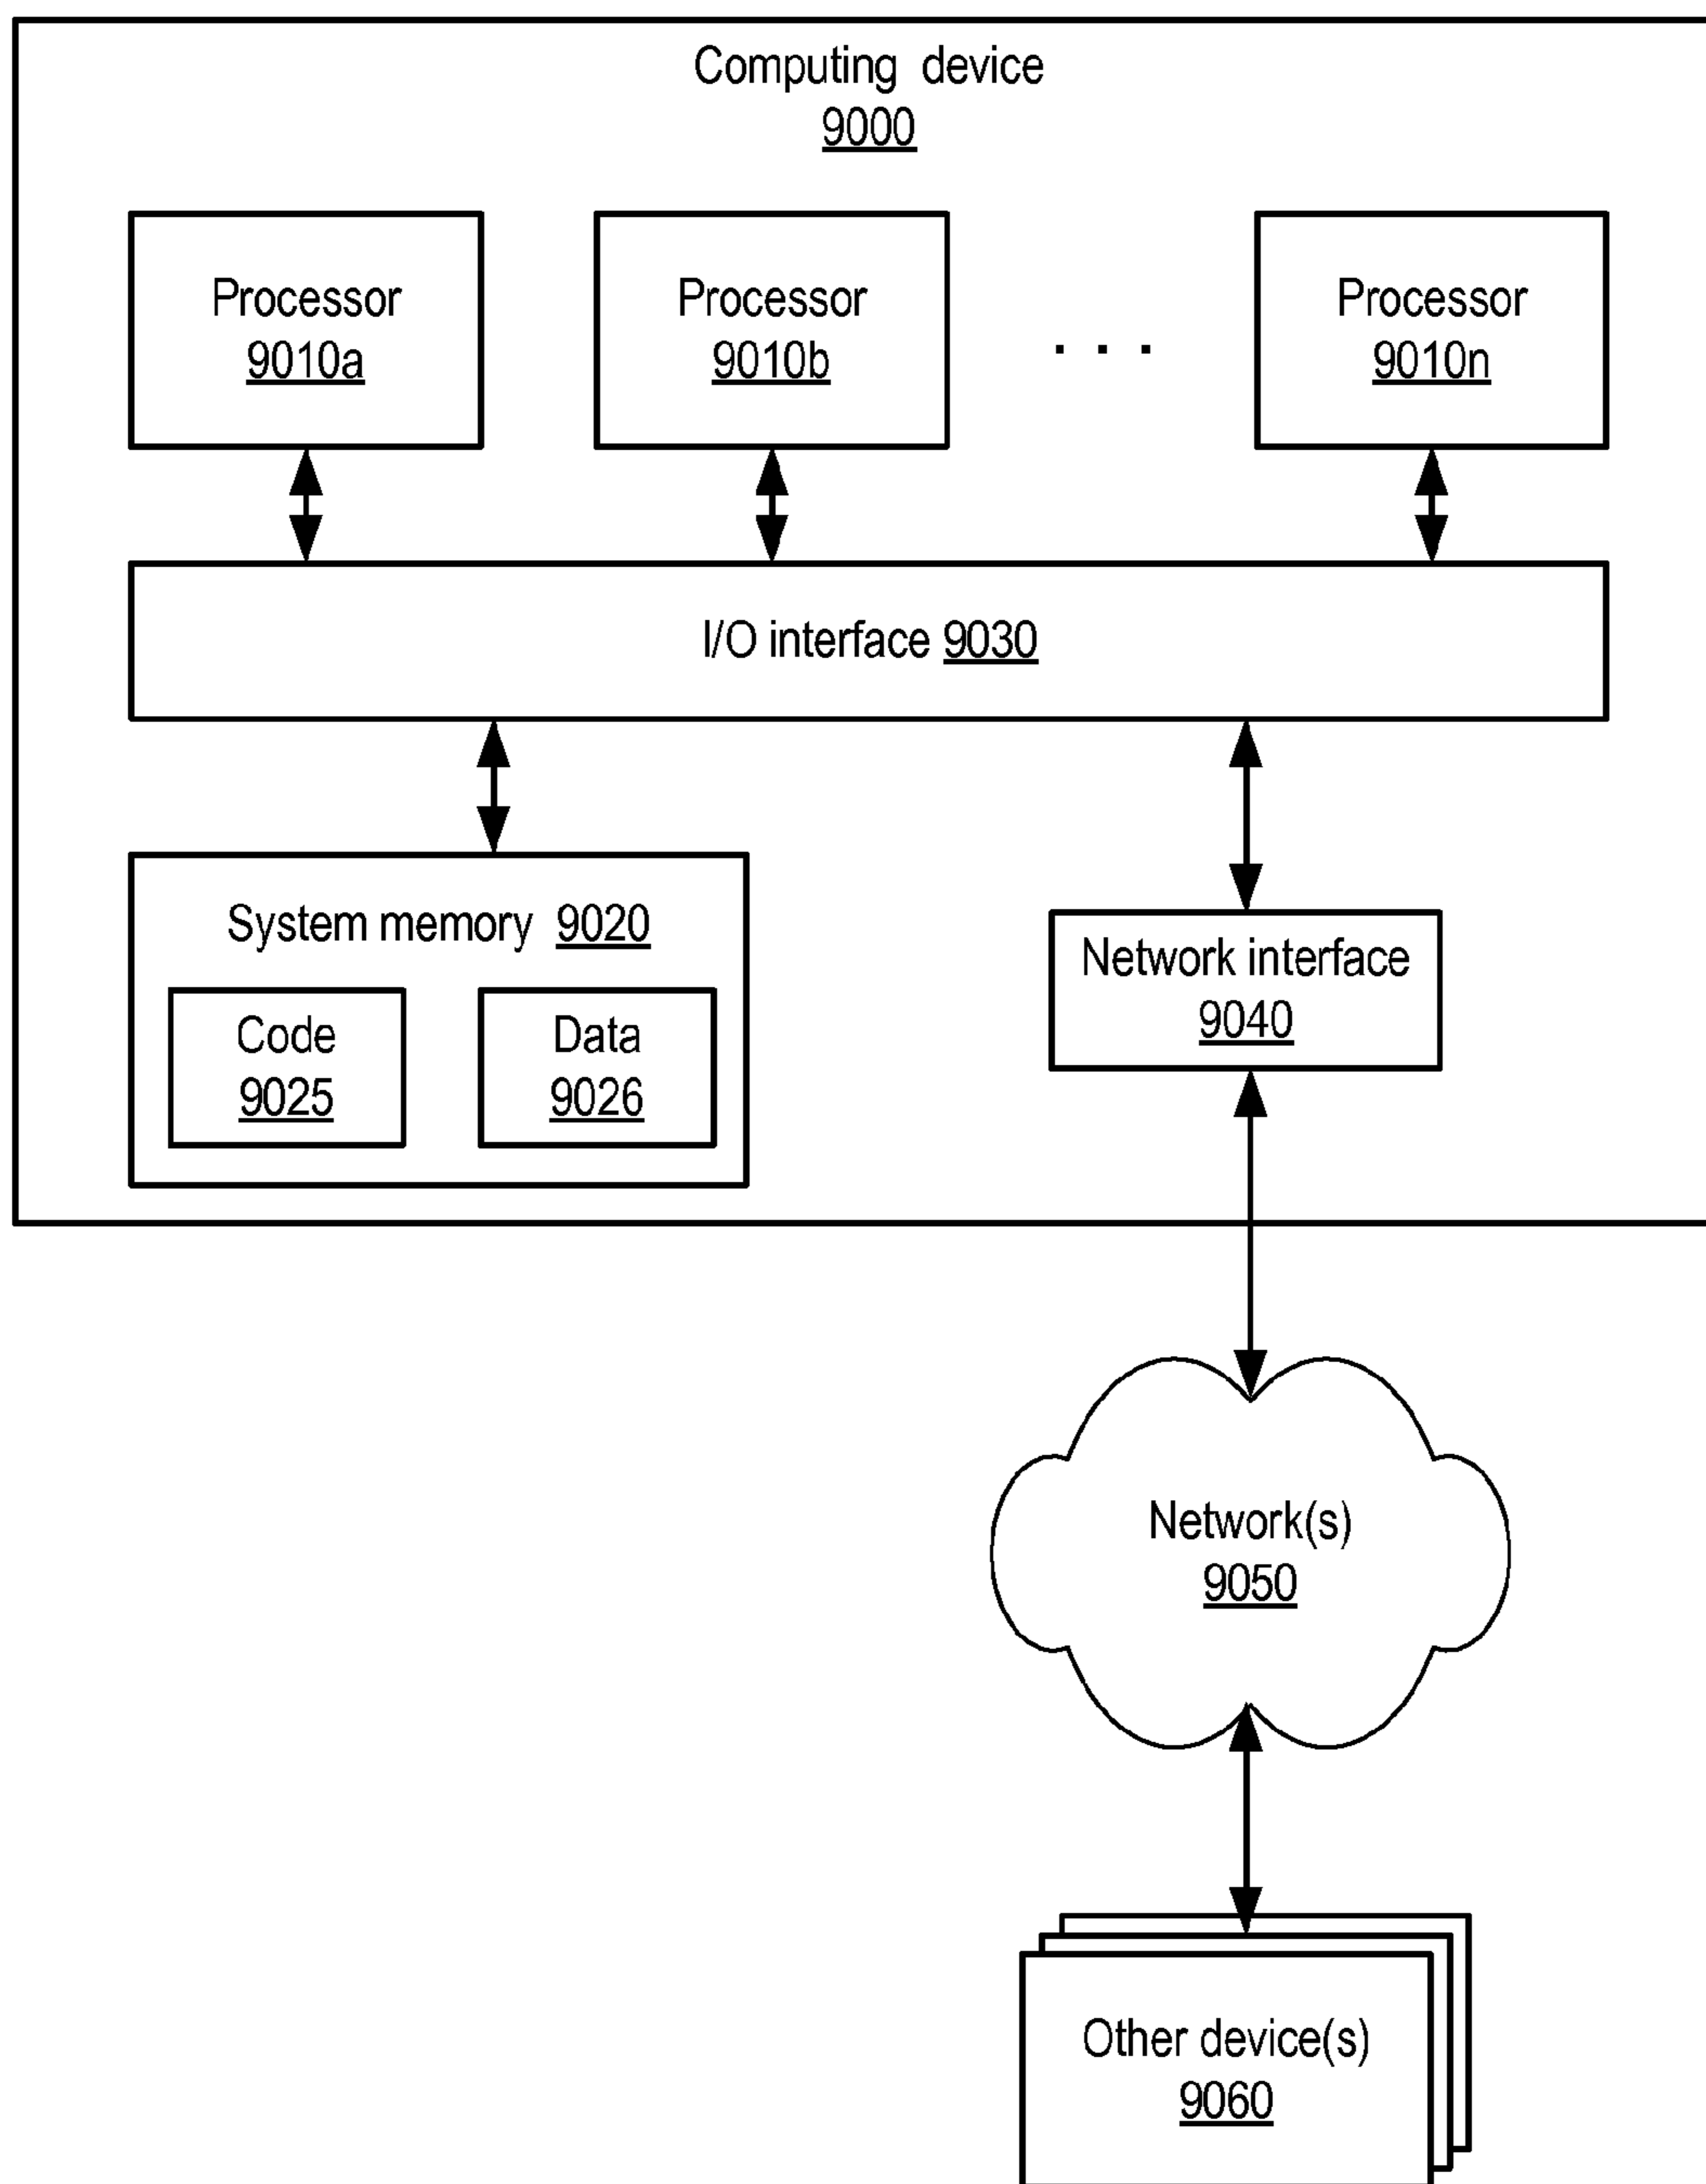 Computing device
9000
Processor
9010a
Processor
9010b
. . .
Processor
9010n
I/O interface 9030
System memory 9020
Code
9025
Data
9026
Network interface
9040
Network(s)
9050
Other device(s)
9060